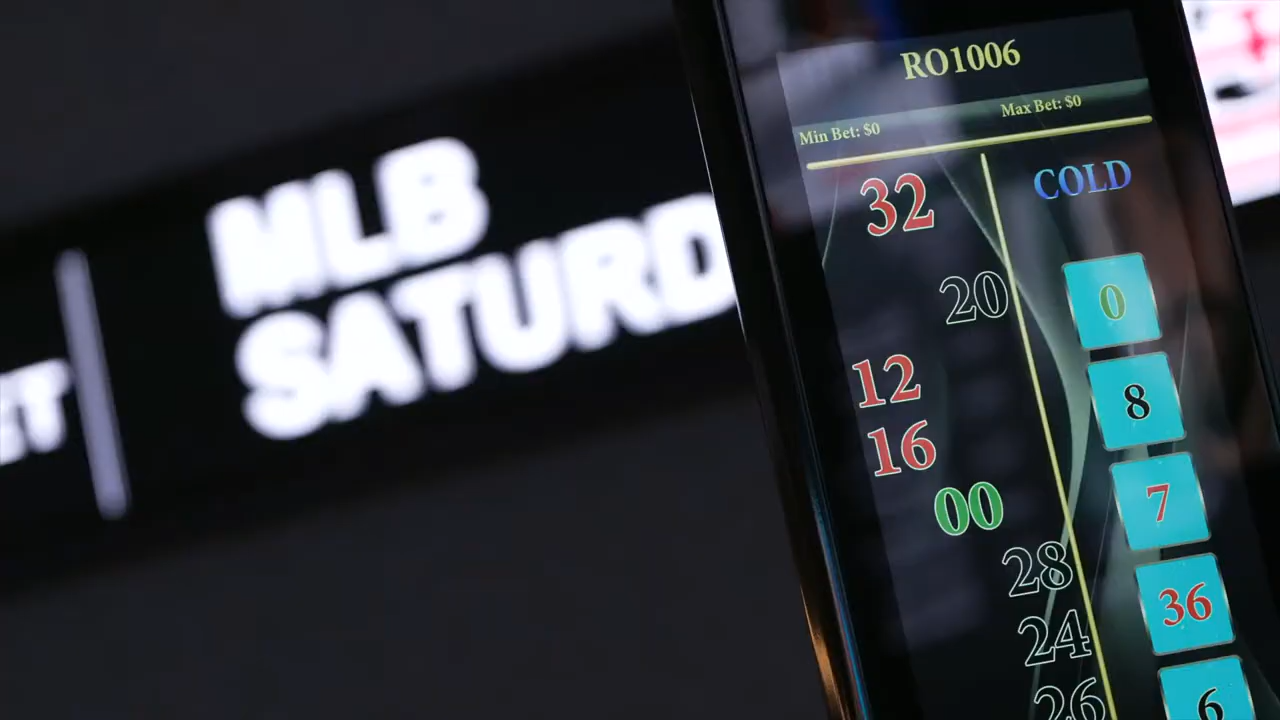 MLB
SATURD
RO1006
Min Bet: $0
Max Bet: $0
32
20
12
16
00
28
24
26
COLD
0
8
7
36
6